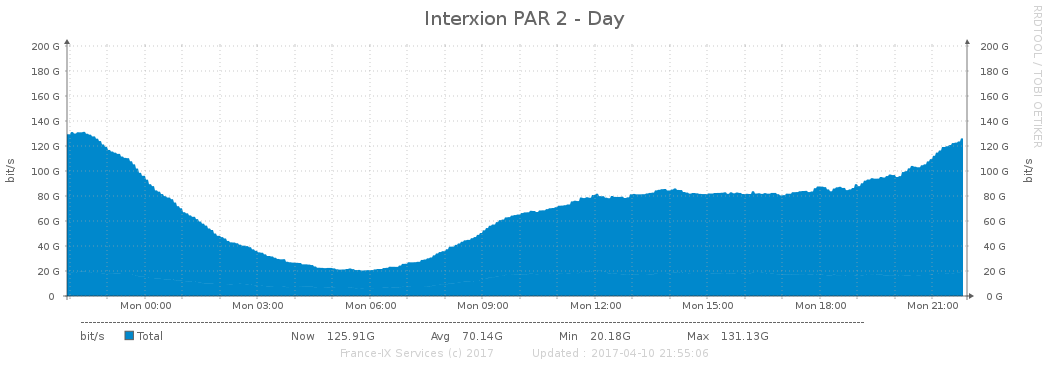 Interxion PAR 2 - Day
RRDTOOL / TOBI OETIKER
bit/s
200 G 200 G
180 G 180 G
160 G 160 G
140 G 140 G
120 G 120 G
100 G 100 G
80 G 80 G
60 G 60 G
40 G 40 G
20 G 20 G
0 0 G
bit/s
Mon 00:00 Mon 03:00 Mon 06:00 Mon 09:00 Mon 12:00 Mon 15:00 Mon 18:00 Mon 21:00
bit/s Total Now 125.91G Avg 70.14G Min 20.18G Max 131.13G
France-IX Services (c) 2017 Updated : 2017-04-10 21:55:06